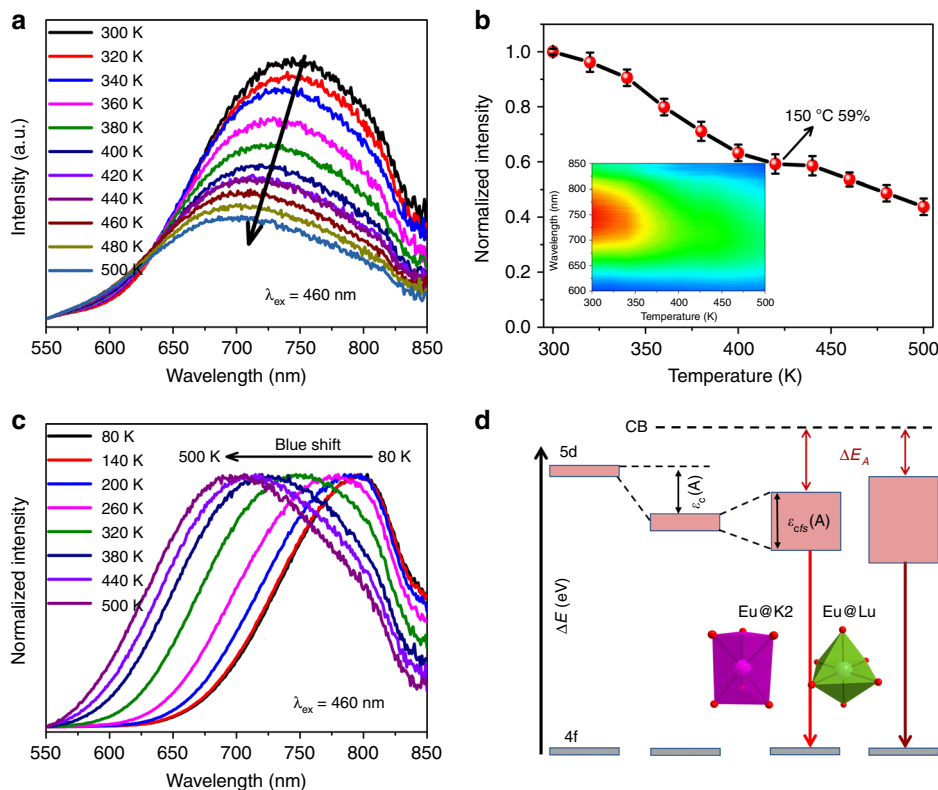 a
300 K
320 K
340 K
360 K
380 K
400 K
420 K
440 K
460 K
480 K
500 K
λex = 460 nm
Intensity (a.u.)
550 600 650 700 750 800 850
Wavelength (nm)
b
1.0
0.8
0.6
0.4
0.2
0.0
Normalized intensity
150 °C 59%
850
800
750
700
650
600
Wavelength (nm)
300 350 400 450 500
Temperature (K)
300 350 400 450 500
Temperature (K)
c
80 K
140 K
200 K
260 K
320 K
380 K
440 K
500 K
Blue shift
500 K 80 K
λex = 460 nm
Normalized intensity
550 600 650 700 750 800 850
Wavelength (nm)
d
CB
5d
ΔEA
εc(A)
εcfs(A)
ΔE (eV)
Eu@K2 Eu@Lu
4f